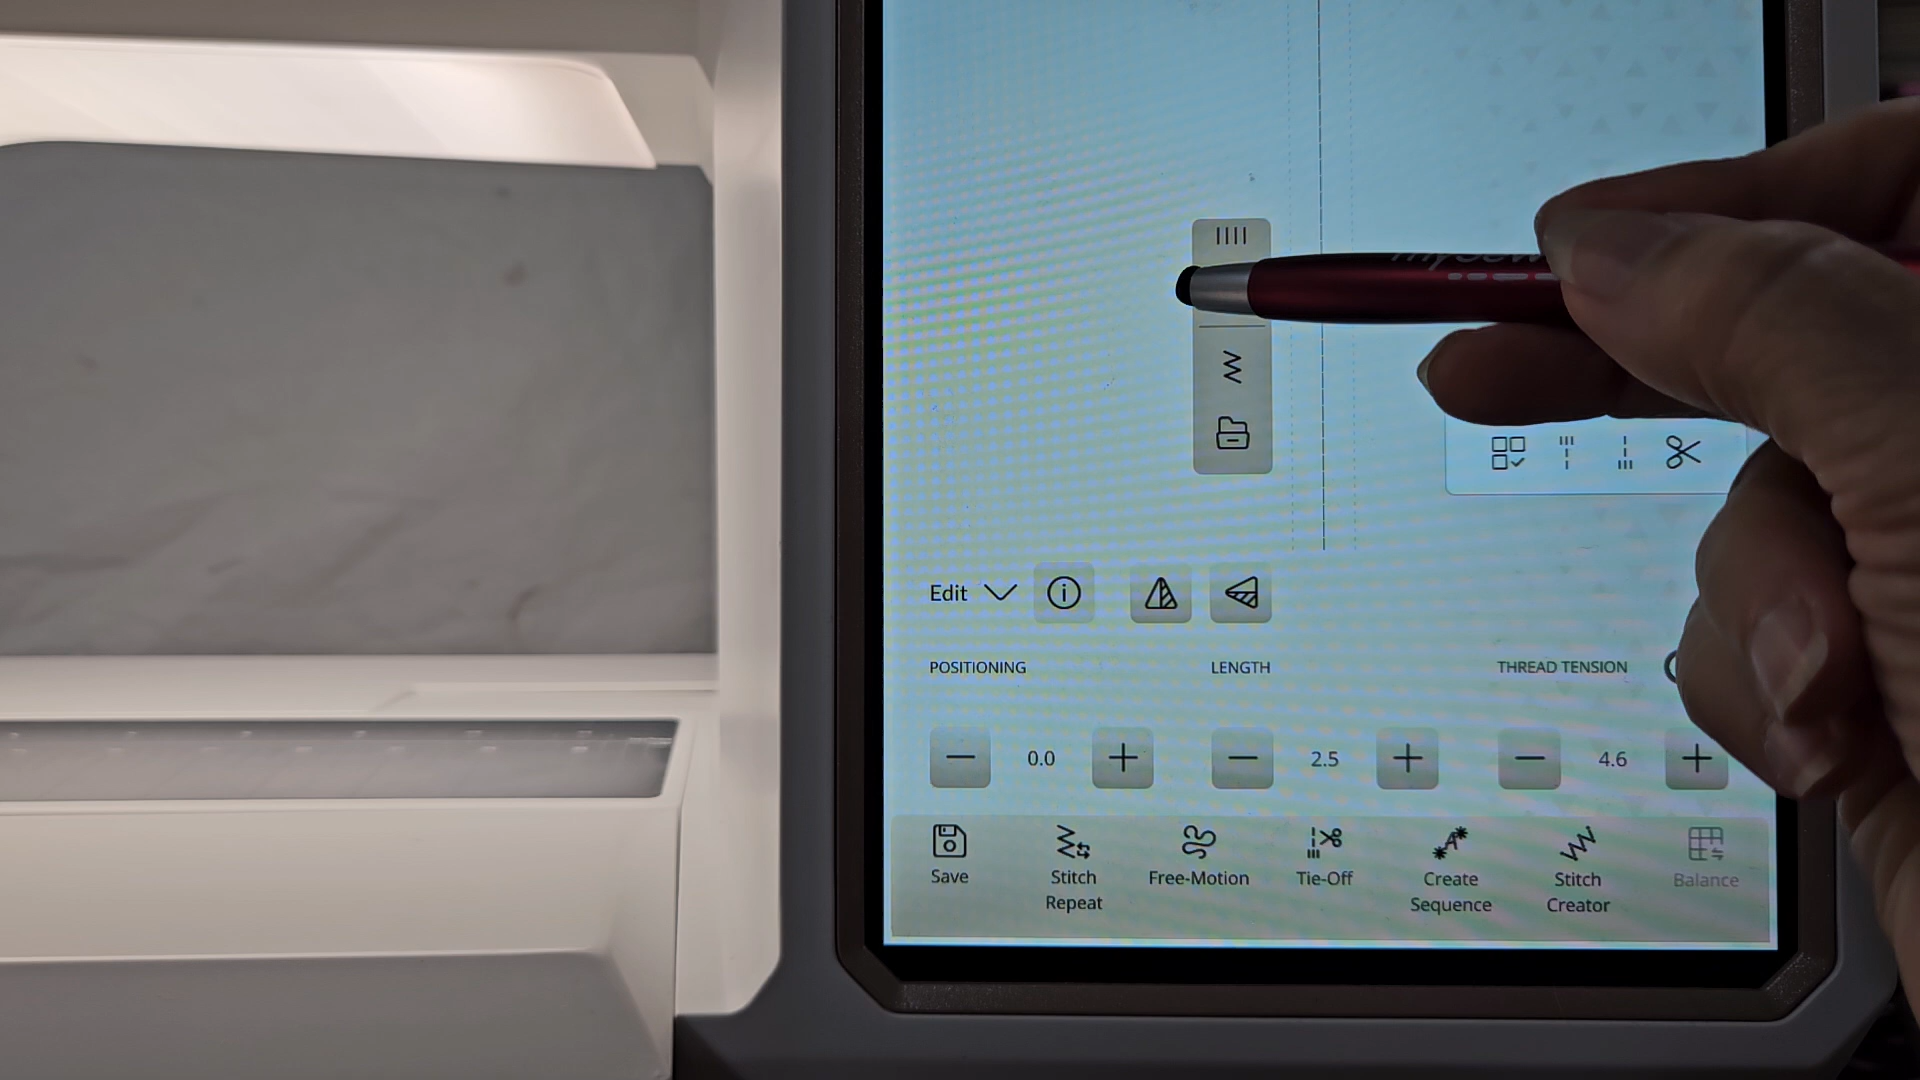 Edit
POSITIONING
LENGTH
THREAD TENSION
0.0
2.5
4.6
Save
Stitch
Repeat
Free-Motion
Tie-Off
Create
Sequence
Stitch
Creator
Balance